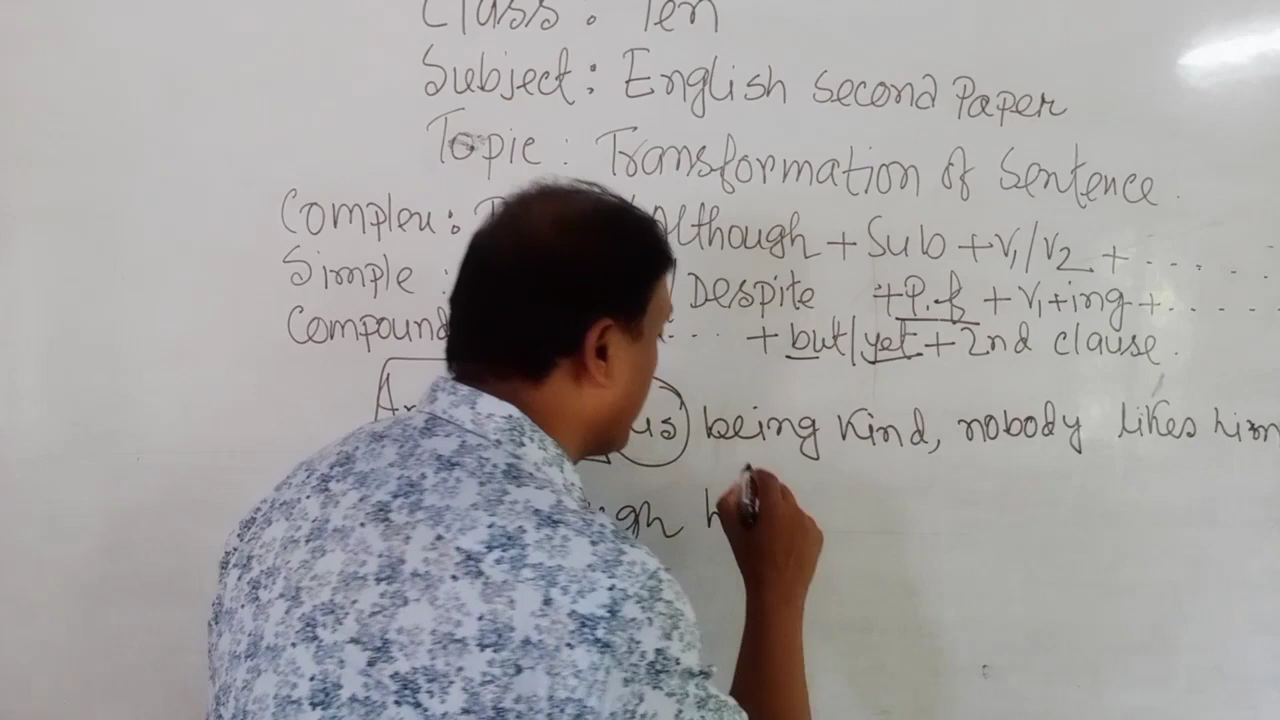 Class : Ten
Subject : English Second Paper
Topic : Transformation of Sentence.
Complex : Although + Sub + V1/V2 + ....
Simple : Despite + P.f + V1+ing + .....
Compound ... + but/yet + 2nd clause.
being kind, nobody likes him